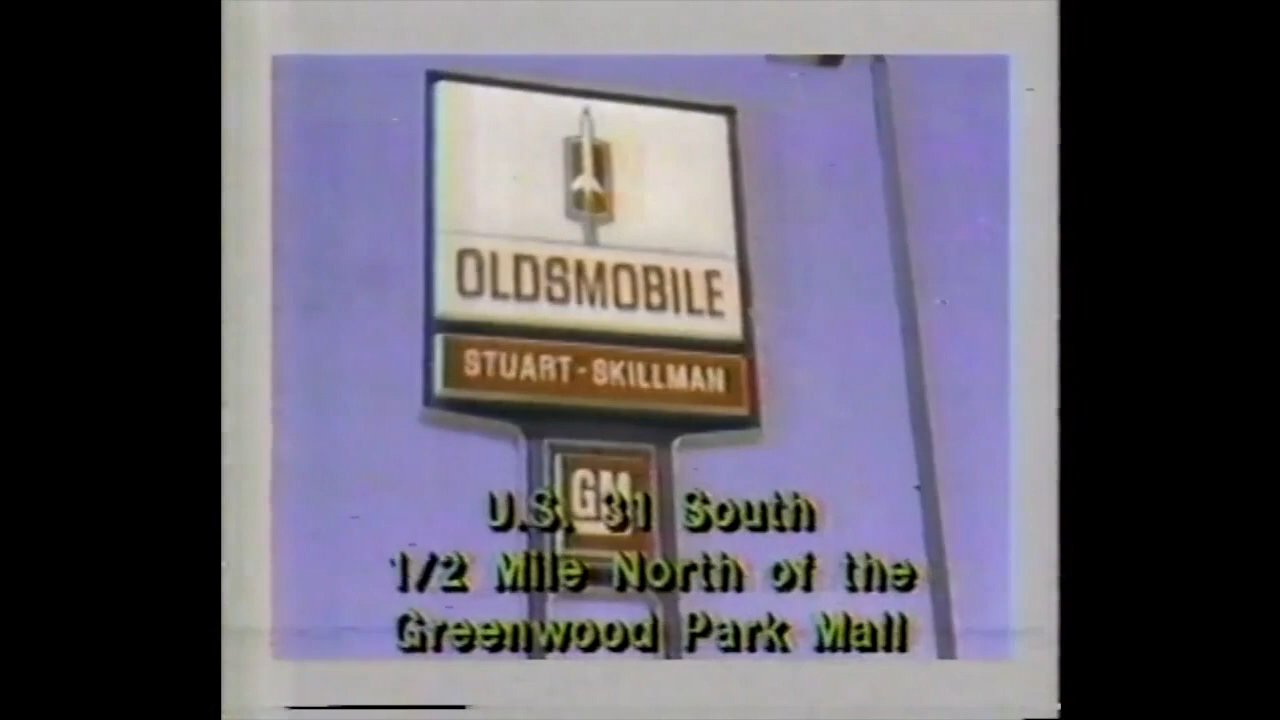 OLDSMOBILE
STUART-SKILLMAN
GM
U.S. 31 South
1/2 Mile North of the
Greenwood Park Mall